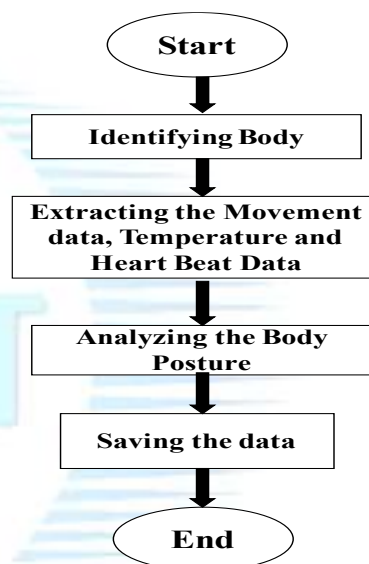 Start
Identifying Body
Extracting the Movement
data, Temperature and
Heart Beat Data
Analyzing the Body
Posture
Saving the data
End